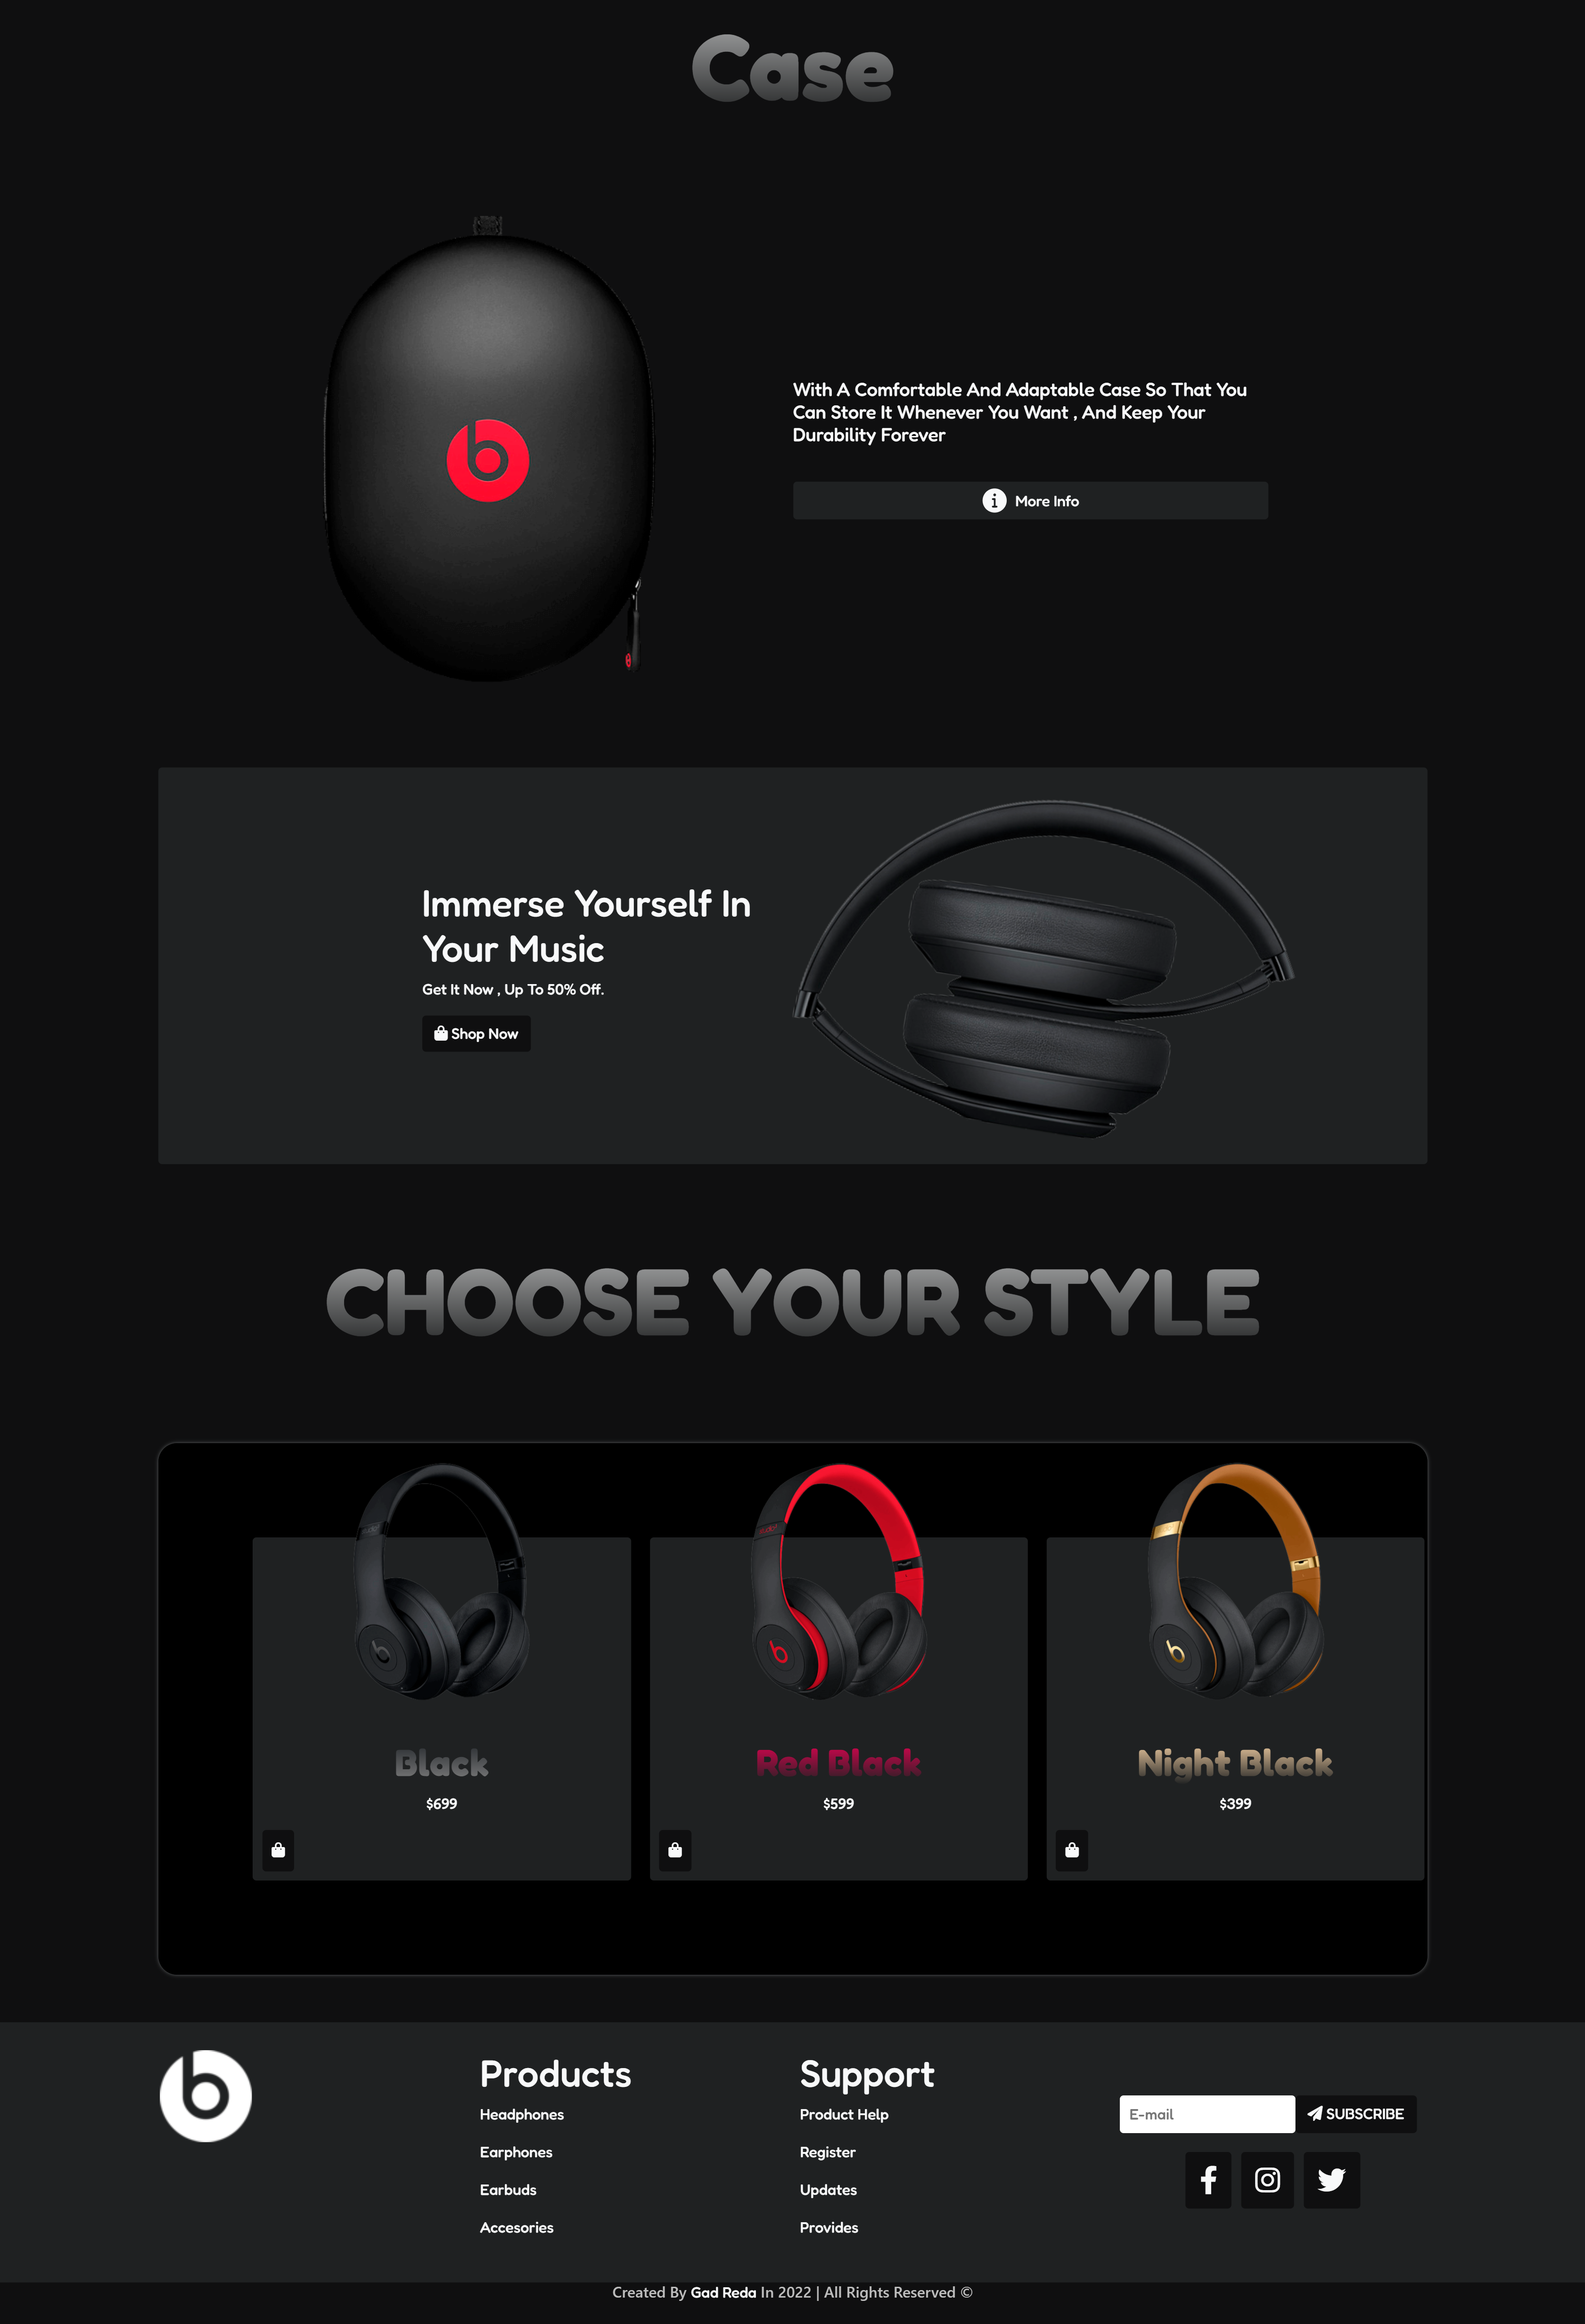 Case
With A Comfortable And Adaptable Case So That You
Can Store It Whenever You Want , And Keep Your
Durability Forever
More Info
Immerse Yourself In
Your Music
Get It Now , Up To 50% Off.
Shop Now
CHOOSE YOUR STYLE
Black
$699
Red Black
$599
Night Black
$399
Products
Headphones
Earphones
Earbuds
Accesories
Support
Product Help
Register
Updates
Provides
E-mail
SUBSCRIBE
Created By Gad Reda In 2022 | All Rights Reserved ©